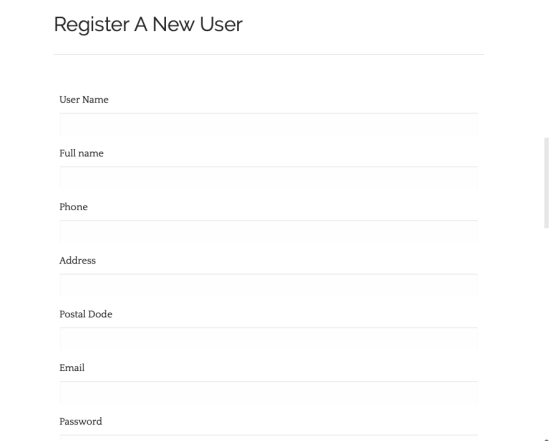 Register A New User
User Name
Full name
Phone
Address
Postal Dode
Email
Password